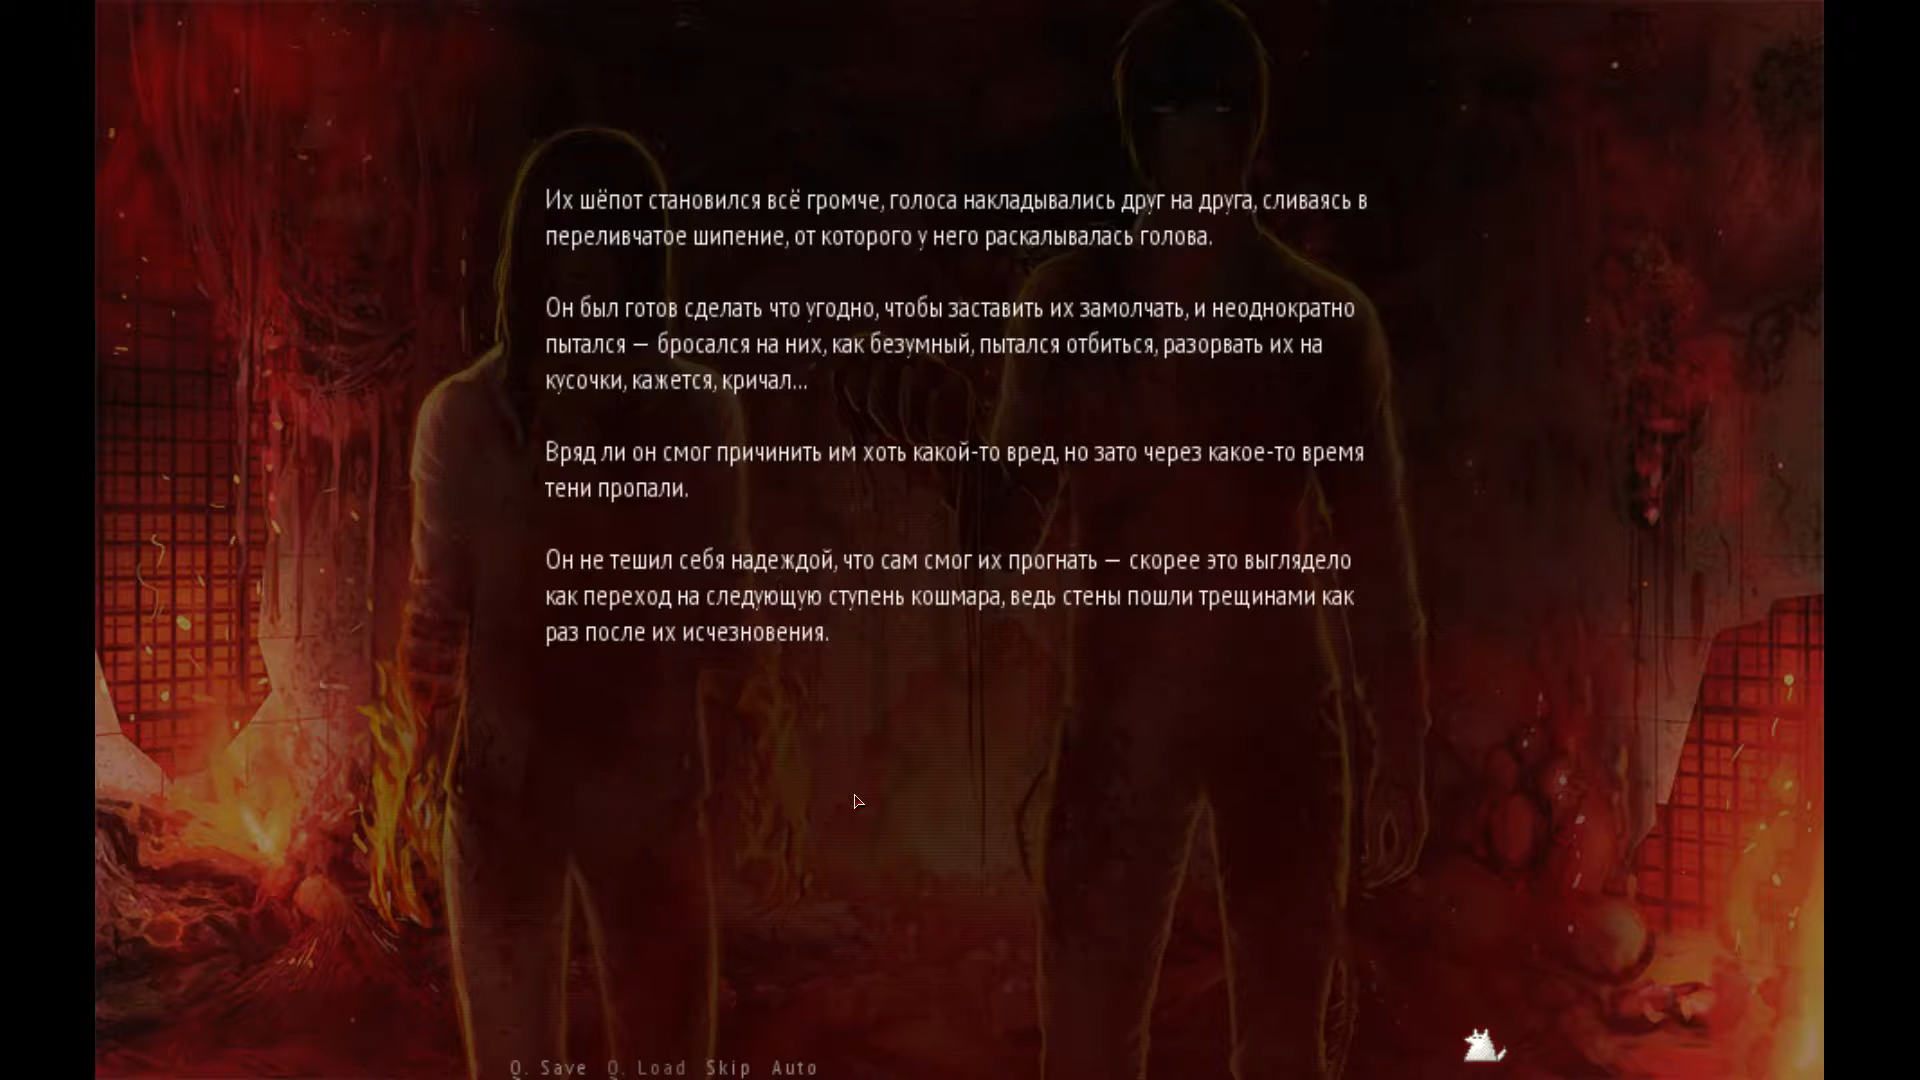 Их шёпот становился всё громче, голоса накладывались друг на друга, сливаясь в
переливчатое шипение, от которого у него раскалывалась голова.
Он был готов сделать что угодно, чтобы заставить их замолчать, и неоднократно
пытался — бросался на них, как безумный, пытался отбиться, разорвать их на
кусочки, кажется, кричал...
Вряд ли он смог причинить им хоть какой-то вред, но зато через какое-то время
тени пропали.
Он не тешил себя надеждой, что сам смог их прогнать — скорее это выглядело
как переход на следующую ступень кошмара, ведь стены пошли трещинами как
раз после их исчезновения.
Q. Save Q. Load Skip Auto